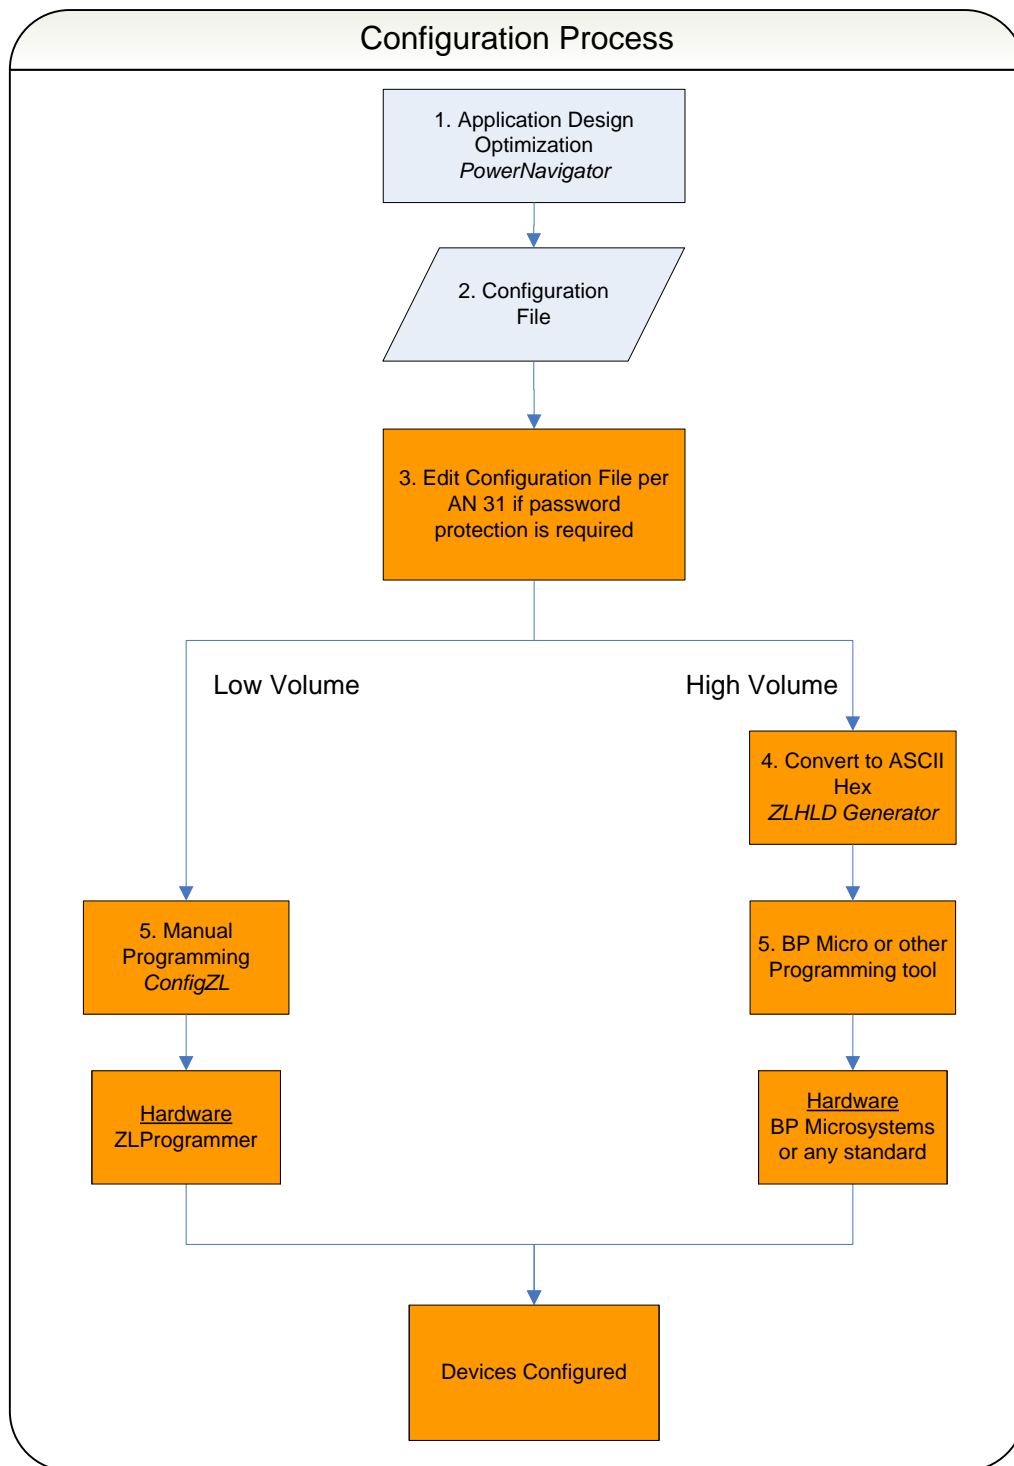 Configuration Process
1. Application Design
Optimization
PowerNavigator
2. Configuration
File
3. Edit Configuration File per
AN 31 if password
protection is required
Low Volume
High Volume
4. Convert to ASCII
Hex
ZLHLD Generator
5. Manual
Programming
ConfigZL
5. BP Micro or other
Programming tool
Hardware
ZLProgrammer
Hardware
BP Microsystems
or any standard
Devices Configured